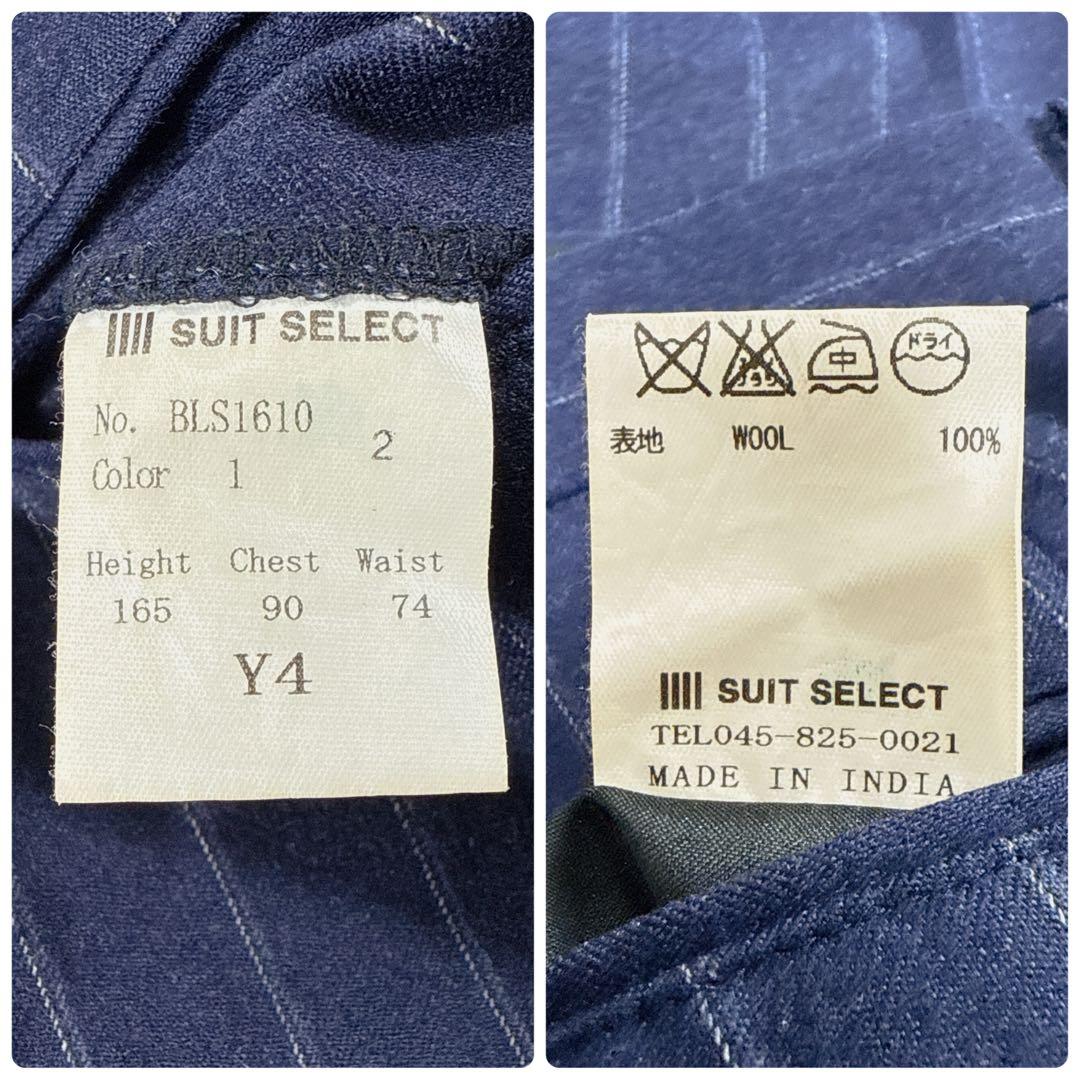 SUIT SELECT
No. BLS1610
2
Color 1
Height Chest Waist
165 90 74
Y4
中 ドライ
表地 WOOL 100%
SUIT SELECT
TEL045-825-0021
MADE IN INDIA